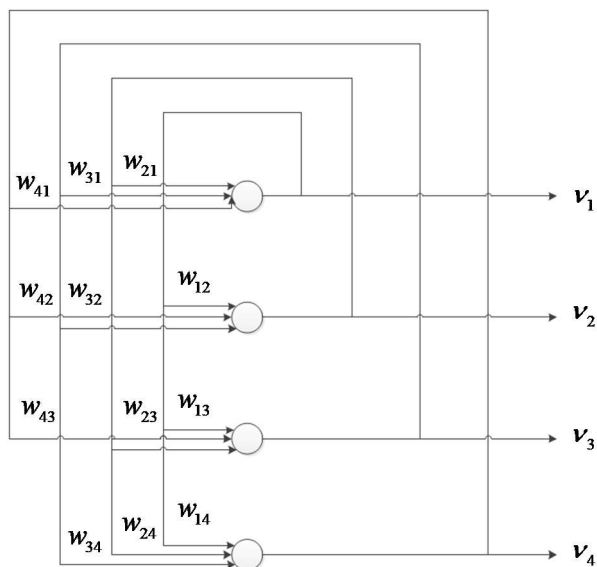 w₄₁ w₃₁ w₂₁
v₁
w₄₂ w₃₂ w₁₂
v₂
w₄₃ w₂₃ w₁₃
v₃
w₃₄ w₂₄ w₁₄
v₄